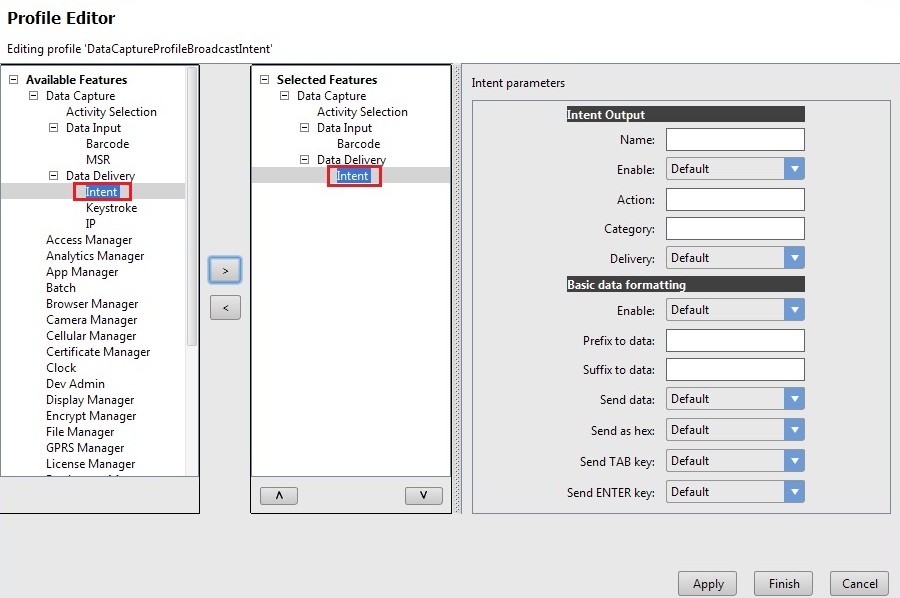 Profile Editor
Editing profile 'DataCaptureProfileBroadcastIntent'
Available Features
Data Capture
Activity Selection
Data Input
Barcode
MSR
Data Delivery
Intent
Keystroke
IP
Access Manager
Analytics Manager
App Manager
Batch
Browser Manager
Camera Manager
Cellular Manager
Certificate Manager
Clock
Dev Admin
Display Manager
Encrypt Manager
File Manager
GPRS Manager
License Manager
>
<
Selected Features
Data Capture
Activity Selection
Data Input
Barcode
Data Delivery
Intent
Intent parameters
Intent Output
Name:
Enable: Default
Action:
Category:
Delivery: Default
Basic data formatting
Enable: Default
Prefix to data:
Suffix to data:
Send data: Default
Send as hex: Default
Send TAB key: Default
Send ENTER key: Default
Apply Finish Cancel